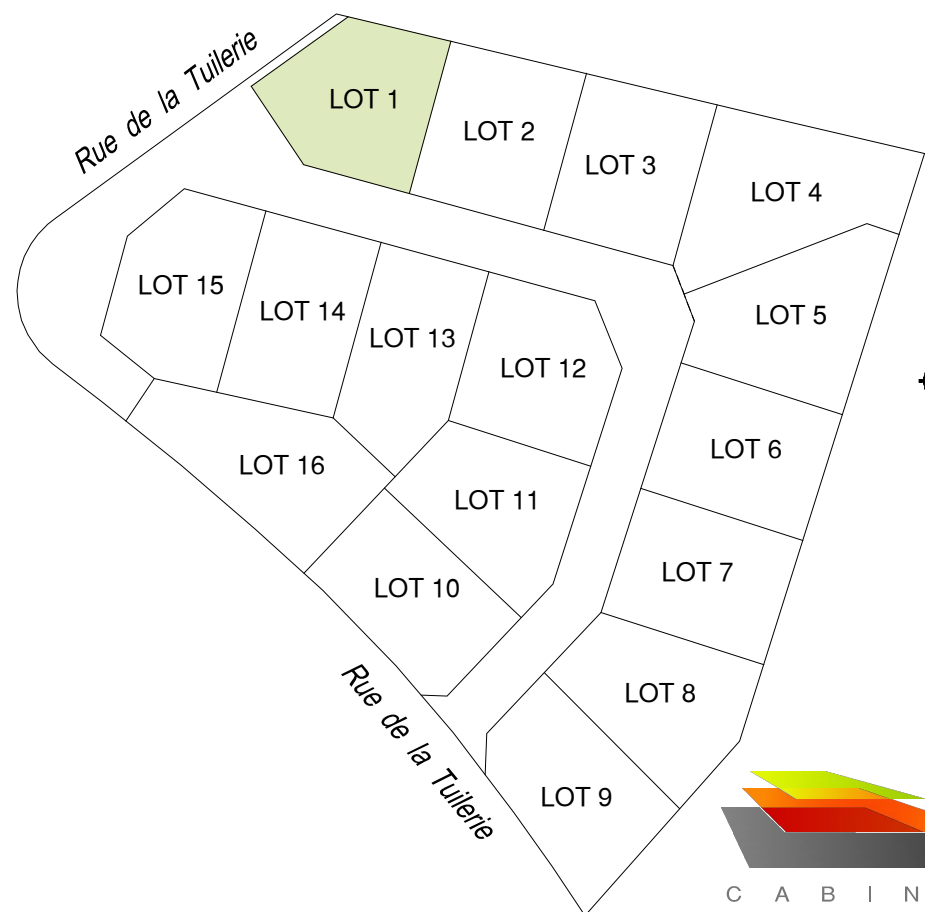 Rue de la Tuilerie
LOT 1
LOT 2
LOT 3
LOT 4
LOT 15
LOT 14
LOT 13
LOT 12
LOT 5
LOT 6
LOT 16
LOT 11
LOT 10
LOT 7
LOT 8
LOT 9
Rue de la Tuilerie
C A B I N